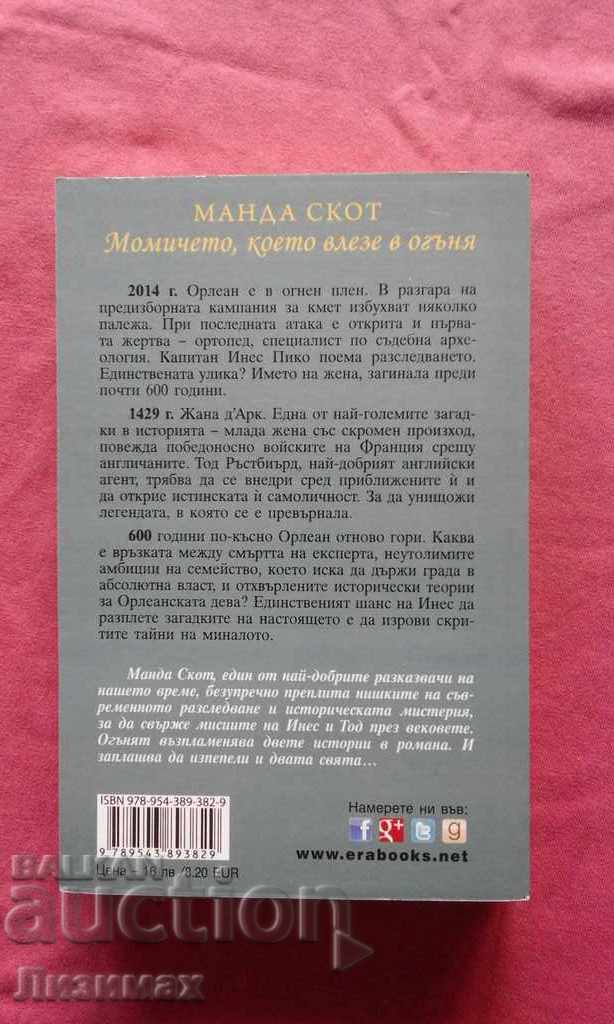 МАНДА СКОТ
Момичето, което влезе в огъня
2014 г. Орлеан е в огнен плен. В разгара на
предизборната кампания за кмет избухват няколко
палежа. При последната атака е открита и първа-
та жертва – ортопед, специалист по съдебна архе-
ология. Капитан Инес Пико поема разследването.
Единствената улика? Името на жена, загинала преди
почти 600 години.
1429 г. Жана д'Арк. Една от най-големите загад-
ки в историята – млада жена със скромен произход,
повежда победоносно войските на Франция срещу
англичаните. Тод Ръстбиърд, най-добрият английски
агент, трябва да се внедри сред приближените ѝ и
да открие истинската ѝ самоличност. За да унищожи
легендата, в която се е превърнала.
600 години по-късно Орлеан отново гори. Каква
е връзката между смъртта на експерта, неутолимите
амбиции на семейство, което иска да държи града в
абсолютна власт, и отхвърлените исторически теории
за Орлеанската дева? Единственият шанс на Инес да
разплете загадките на настоящето е да изрови скри-
тите тайни на миналото.
Манда Скот, един от най-добрите разказвачи на
нашето време, безупречно преплита нишките на съв-
ременното разследване и историческата мистерия,
за да свърже мисиите на Инес и Тод през вековете.
Огънят възпламенява двете истории в романа. И
заплашва да изпепели и двата свята...
ISBN 978-954-389-382-9
9 789543 893829
Цена – 16 лв./8.20 EUR
Намерете ни във:
f g+ t g
www.erabooks.net
БАЛКАН
auction
Лизимах